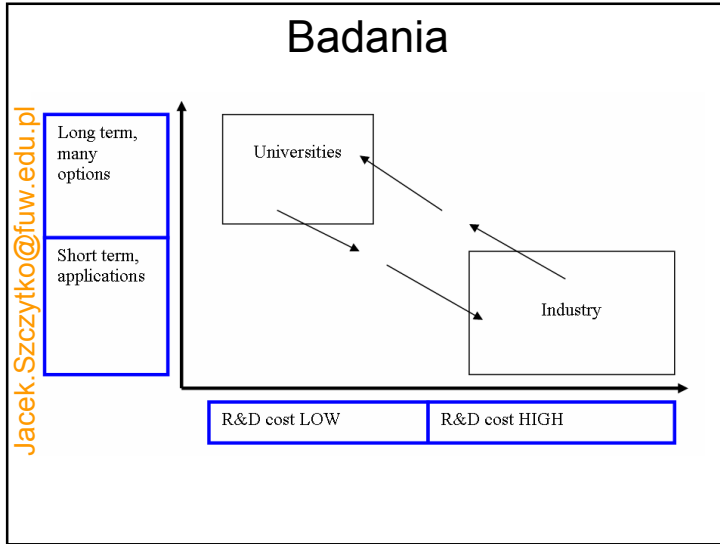 Badania
Jacek.Szczytko@fuw.edu.pl
Long term,
many
options
Universities
Short term,
applications
Industry
R&D cost LOW
R&D cost HIGH